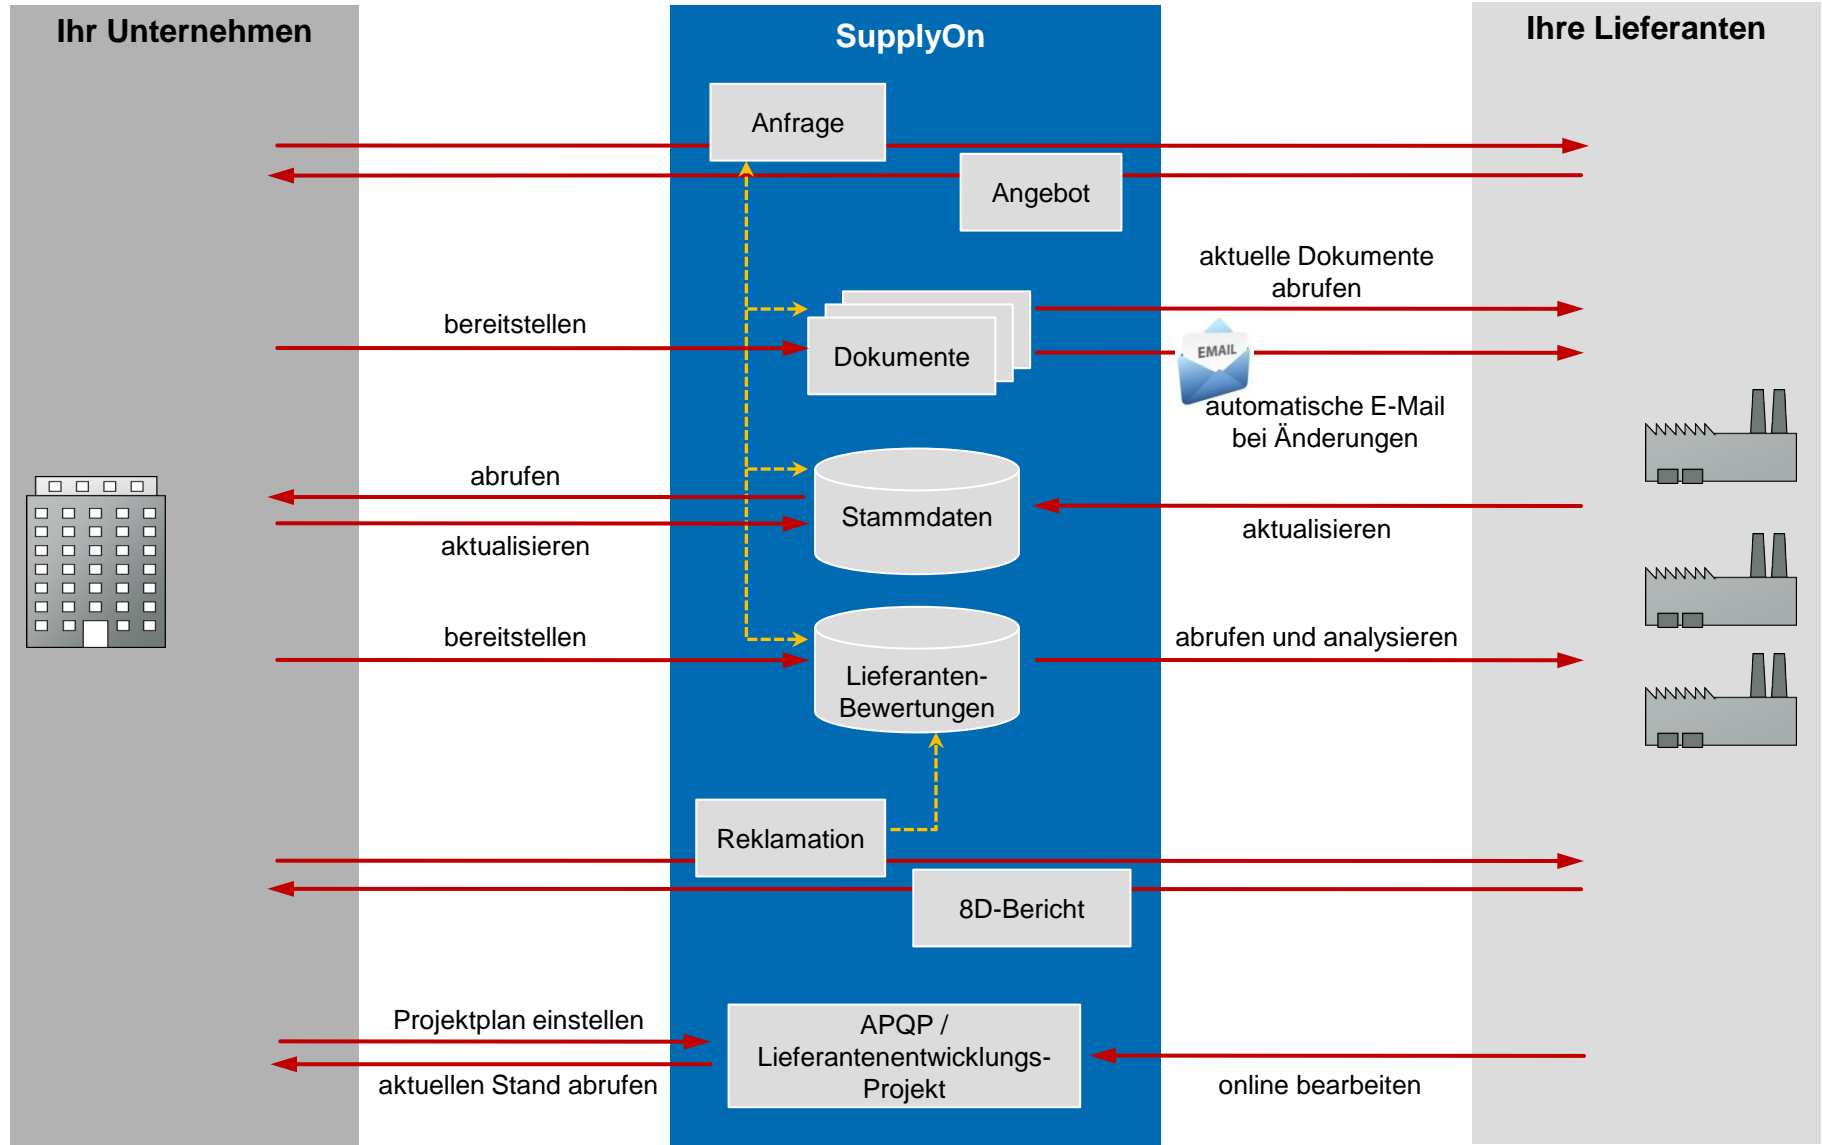 Ihr Unternehmen
SupplyOn
Ihre Lieferanten
Anfrage
Angebot
aktuelle Dokumente
abrufen
bereitstellen
Dokumente
EMAIL
automatische E-Mail
bei Änderungen
abrufen
Stammdaten
aktualisieren
aktualisieren
bereitstellen
Lieferanten-
Bewertungen
abrufen und analysieren
Reklamation
8D-Bericht
Projektplan einstellen
aktuellen Stand abrufen
APQP /
Lieferantenentwicklungs-
Projekt
online bearbeiten